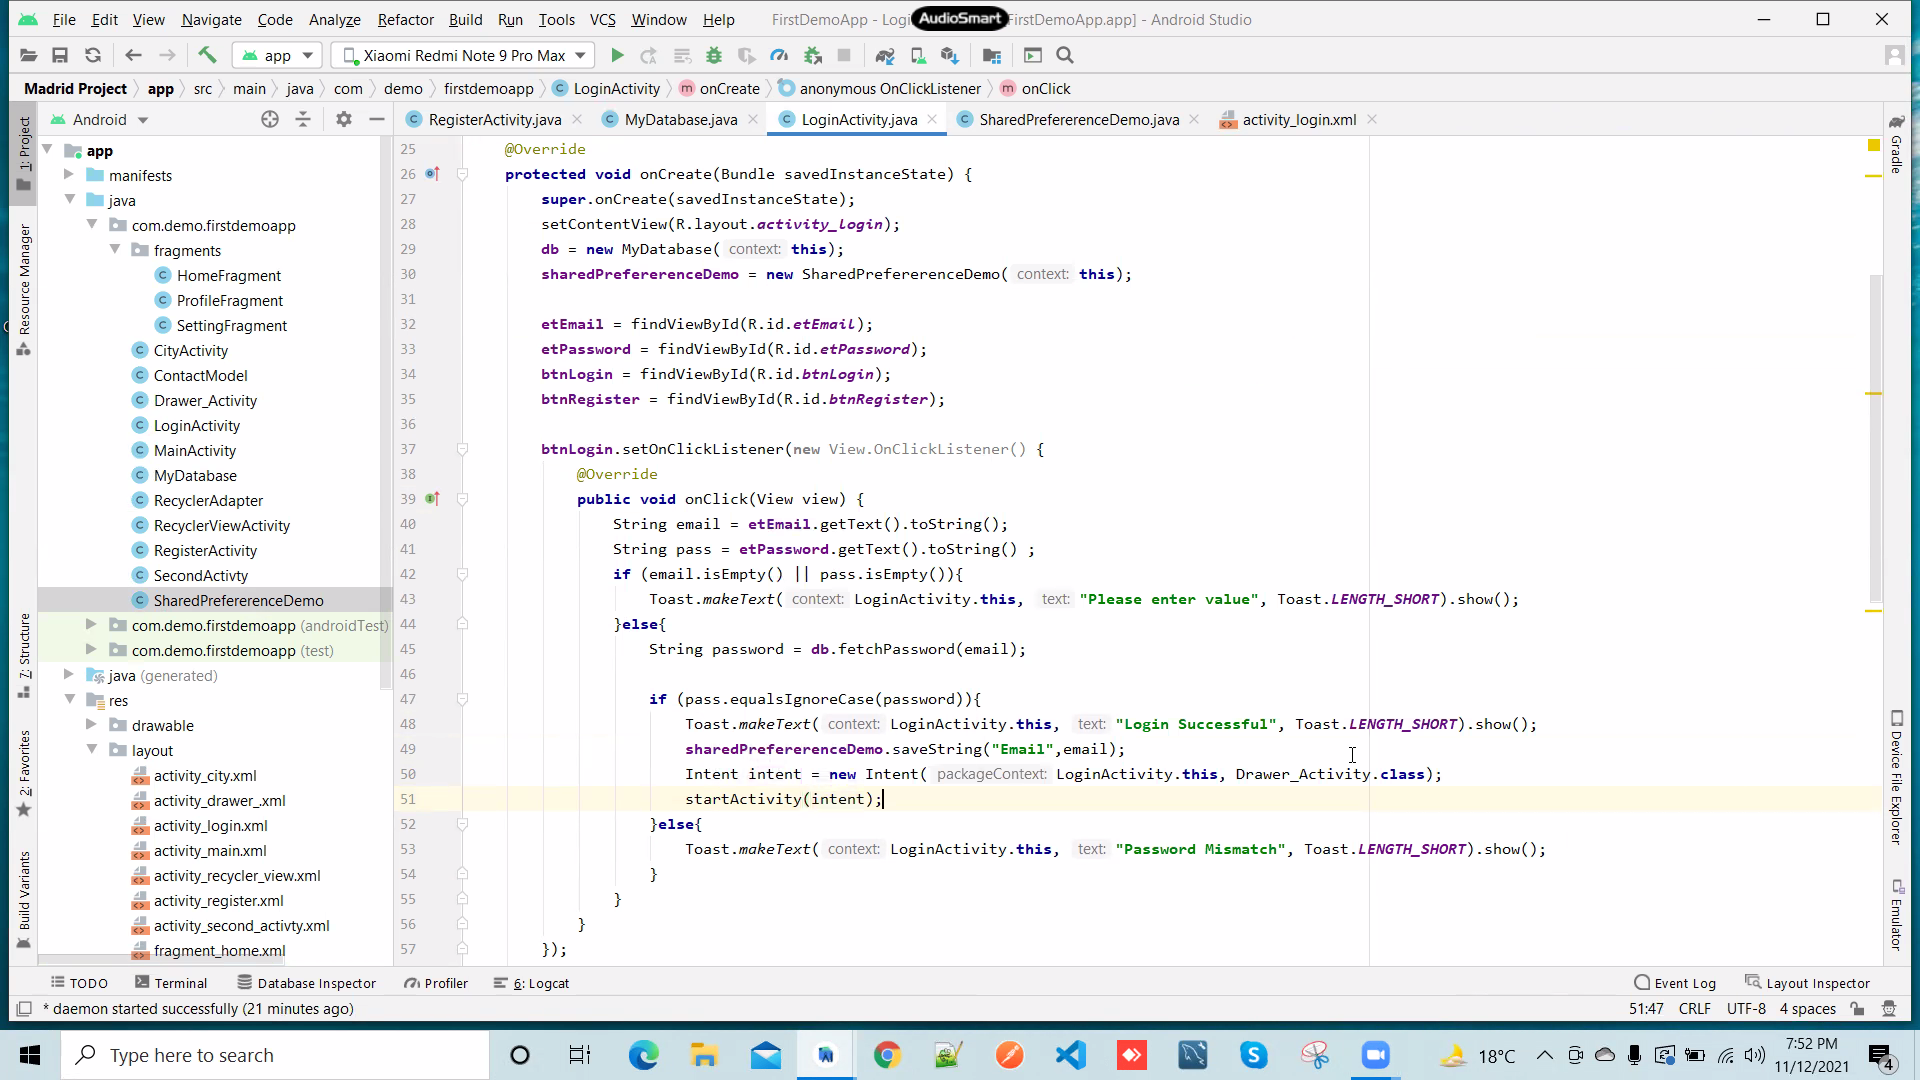 File Edit View Navigate Code Analyze Refactor Build Run Tools VCS Window Help FirstDemoApp - Logi AudioSmart FirstDemoApp.app] - Android Studio
app Xiaomi Redmi Note 9 Pro Max
Madrid Project app src main java com demo firstdemoapp LoginActivity onCreate anonymous OnClickListener onClick
Android RegisterActivity.java MyDatabase.java LoginActivity.java SharedPrefererenceDemo.java activity_login.xml
1: Project
Resource Manager
7: Structure
2: Favorites
Build Variants
app
manifests
java
com.demo.firstdemoapp
fragments
HomeFragment
ProfileFragment
SettingFragment
CityActivity
ContactModel
Drawer_Activity
LoginActivity
MainActivity
MyDatabase
RecyclerAdapter
RecyclerViewActivity
RegisterActivity
SecondActivty
SharedPrefererenceDemo
com.demo.firstdemoapp (androidTest)
com.demo.firstdemoapp (test)
java (generated)
res
drawable
layout
activity_city.xml
activity_drawer_.xml
activity_login.xml
activity_main.xml
activity_recycler_view.xml
activity_register.xml
activity_second_activty.xml
fragment_home.xml
25 @Override
26 protected void onCreate(Bundle savedInstanceState) {
27 super.onCreate(savedInstanceState);
28 setContentView(R.layout.activity_login);
29 db = new MyDatabase( context: this);
30 sharedPrefererenceDemo = new SharedPrefererenceDemo( context: this);
31
32 etEmail = findViewById(R.id.etEmail);
33 etPassword = findViewById(R.id.etPassword);
34 btnLogin = findViewById(R.id.btnLogin);
35 btnRegister = findViewById(R.id.btnRegister);
36
37 btnLogin.setOnClickListener(new View.OnClickListener() {
38 @Override
39 public void onClick(View view) {
40 String email = etEmail.getText().toString();
41 String pass = etPassword.getText().toString() ;
42 if (email.isEmpty() || pass.isEmpty()){
43 Toast.makeText( context: LoginActivity.this, text: "Please enter value", Toast.LENGTH_SHORT).show();
44 }else{
45 String password = db.fetchPassword(email);
46
47 if (pass.equalsIgnoreCase(password)){
48 Toast.makeText( context: LoginActivity.this, text: "Login Successful", Toast.LENGTH_SHORT).show();
49 sharedPrefererenceDemo.saveString("Email",email);
50 Intent intent = new Intent( packageContext: LoginActivity.this, Drawer_Activity.class);
51 startActivity(intent);
52 }else{
53 Toast.makeText( context: LoginActivity.this, text: "Password Mismatch", Toast.LENGTH_SHORT).show();
54 }
55 }
56 }
57 });
Gradle
Device File Explorer
Emulator
TODO Terminal Database Inspector Profiler 6: Logcat Event Log Layout Inspector
* daemon started successfully (21 minutes ago) 51:47 CRLF UTF-8 4 spaces
Type here to search 18°C 7:52 PM
11/12/2021 4